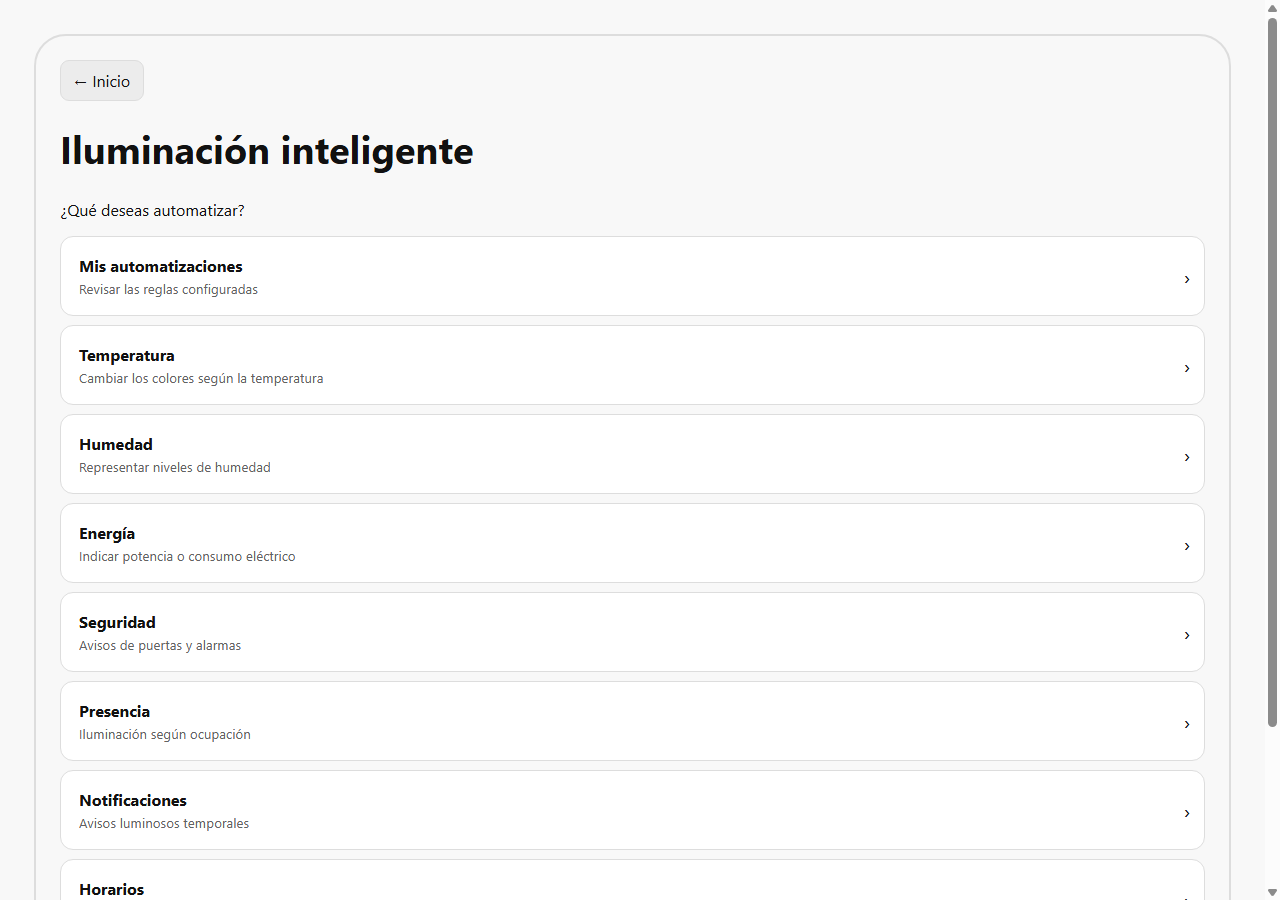 ← Inicio
Iluminación inteligente
¿Qué deseas automatizar?
Mis automatizaciones
Revisar las reglas configuradas
›
Temperatura
Cambiar los colores según la temperatura
›
Humedad
Representar niveles de humedad
›
Energía
Indicar potencia o consumo eléctrico
›
Seguridad
Avisos de puertas y alarmas
›
Presencia
Iluminación según ocupación
›
Notificaciones
Avisos luminosos temporales
›
Horarios